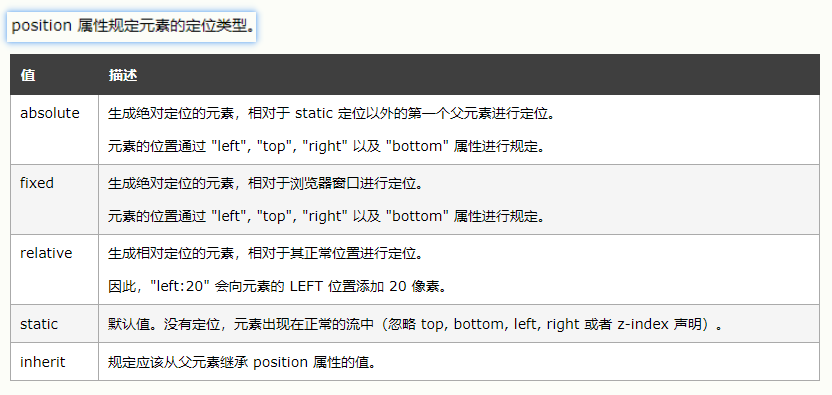 position 属性规定元素的定位类型。
值 描述
absolute 生成绝对定位的元素，相对于 static 定位以外的第一个父元素进行定位。
元素的位置通过 "left", "top", "right" 以及 "bottom" 属性进行规定。
fixed 生成绝对定位的元素，相对于浏览器窗口进行定位。
元素的位置通过 "left", "top", "right" 以及 "bottom" 属性进行规定。
relative 生成相对定位的元素，相对于其正常位置进行定位。
因此，"left:20" 会向元素的 LEFT 位置添加 20 像素。
static 默认值。没有定位，元素出现在正常的流中（忽略 top, bottom, left, right 或者 z-index 声明）。
inherit 规定应该从父元素继承 position 属性的值。